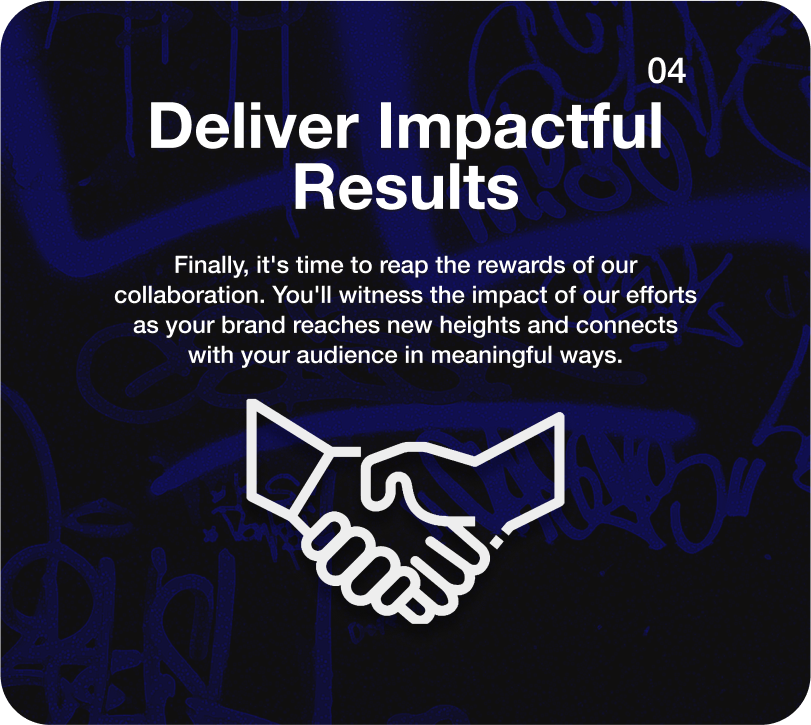 04
Deliver Impactful
Results
Finally, it's time to reap the rewards of our
collaboration. You'll witness the impact of our efforts
as your brand reaches new heights and connects
with your audience in meaningful ways.